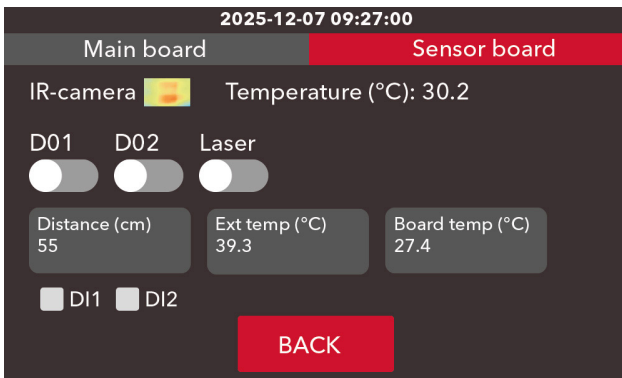 2025-12-07 09:27:00
Main board Sensor board
IR-camera Temperature (°C): 30.2
D01 D02 Laser
Distance (cm) Ext temp (°C) Board temp (°C)
55 39.3 27.4
DI1 DI2
BACK